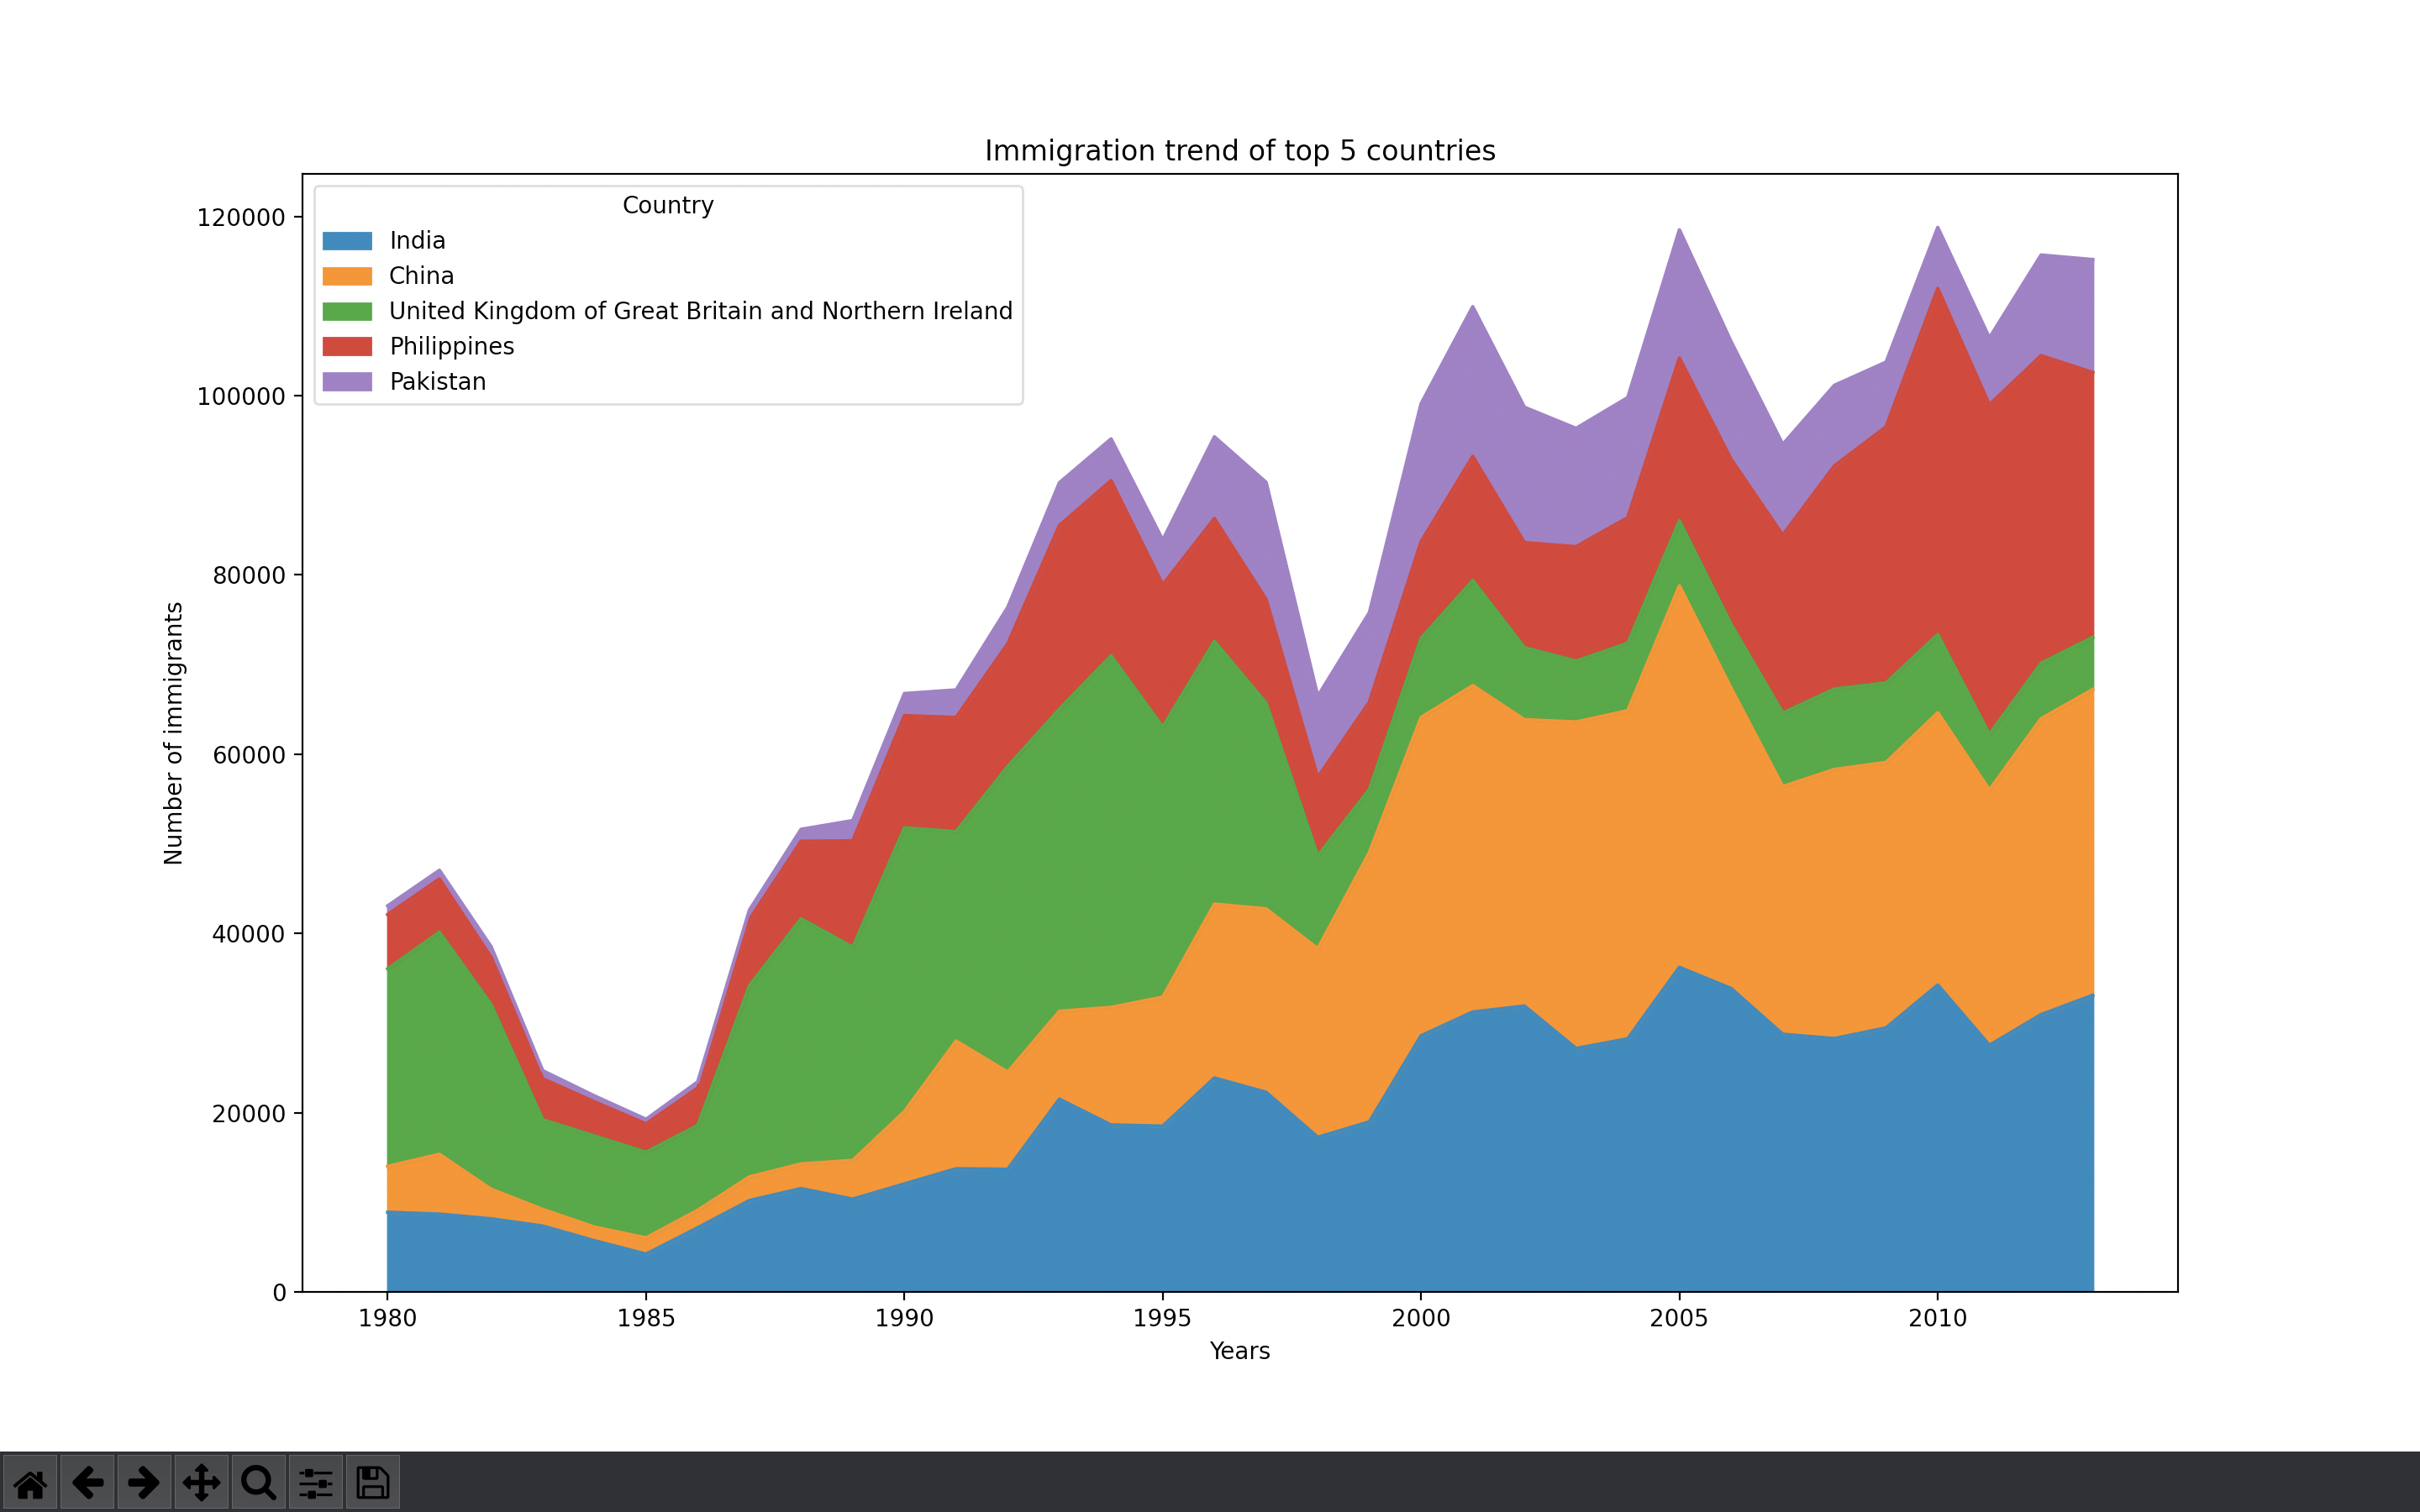 Immigration trend of top 5 countries
Country
India
China
United Kingdom of Great Britain and Northern Ireland
Philippines
Pakistan
120000
100000
80000
60000
40000
20000
0
Number of immigrants
1980 1985 1990 1995 2000 2005 2010
Years